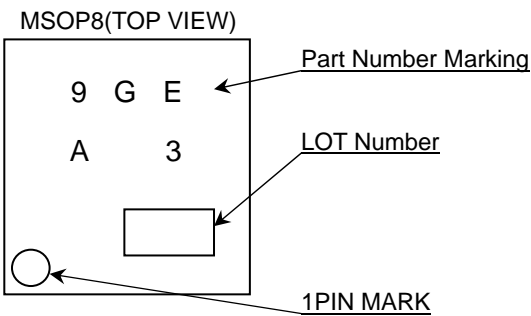 MSOP8(TOP VIEW)
Part Number Marking
9 G E
A 3
LOT Number
1PIN MARK